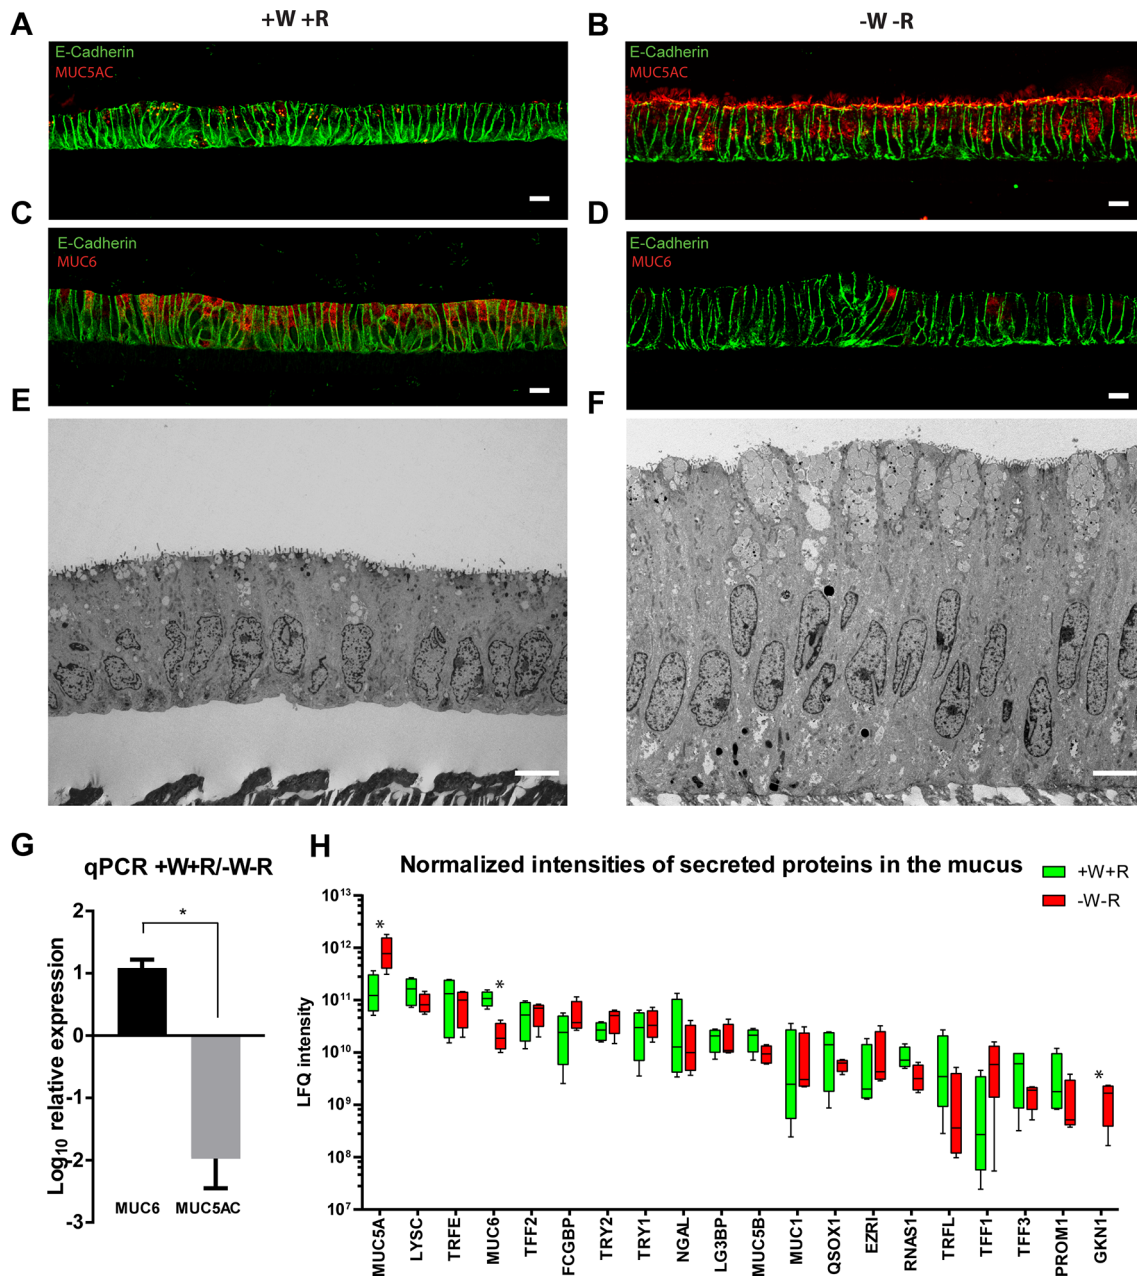 A
+W +R
B
-W -R
E-Cadherin
MUC5AC
E-Cadherin
MUC5AC
C
D
E-Cadherin
MUC6
E-Cadherin
MUC6
E
F
G
qPCR +W+R/-W-R
Log10 relative expression
2
1
0
-1
-2
-3
*
MUC6
MUC5AC
H
Normalized intensities of secreted proteins in the mucus
+W+R
-W-R
LFQ intensity
10^13
10^12
10^11
10^10
10^9
10^8
10^7
*
*
*
MUC5A
LYSC
TRFE
MUC6
TFF2
FCGBP
TRY2
TRY1
NGAL
LG3BP
MUC5B
MUC1
QSOX1
EZRI
RNAS1
TRFL
TFF1
TFF3
PROM1
GKN1